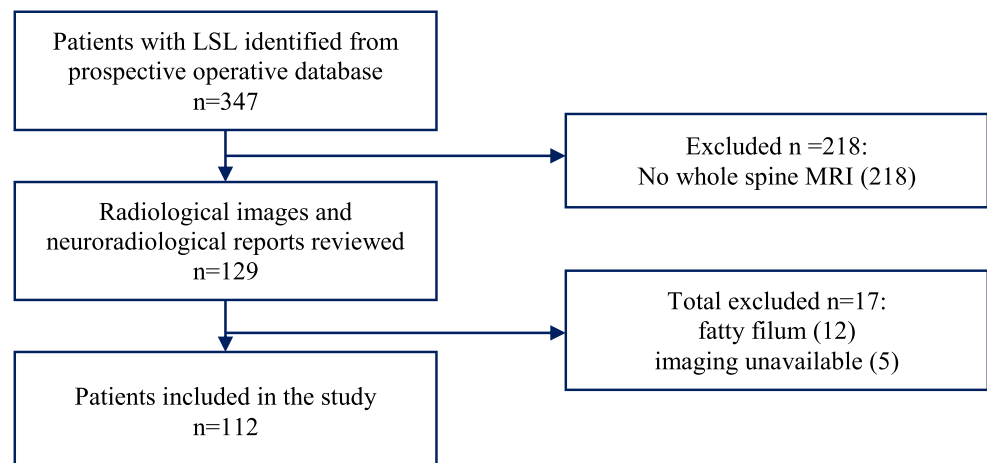 Patients with LSL identified from
prospective operative database
n=347
Excluded n =218:
No whole spine MRI (218)
Radiological images and
neuroradiological reports reviewed
n=129
Total excluded n=17:
fatty filum (12)
imaging unavailable (5)
Patients included in the study
n=112